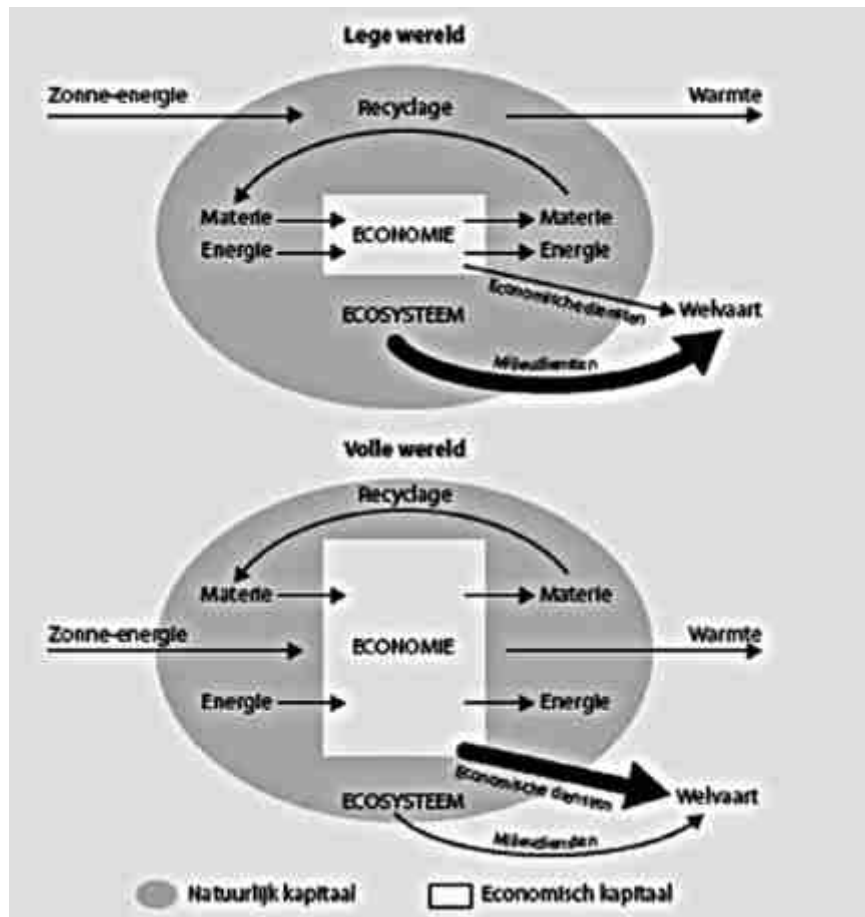 Lege wereld
Zonne-energie
Recyclage
Warmte
Materie
Materie
Energie
ECONOMIE
Energie
Economische diensten
Welvaart
ECOSYSTEEM
Milieudiensten
Volle wereld
Recyclage
Materie
Materie
Zonne-energie
Warmte
ECONOMIE
Energie
Energie
Economische diensten
Welvaart
ECOSYSTEEM
Milieudiensten
Natuurlijk kapitaal
Economisch kapitaal